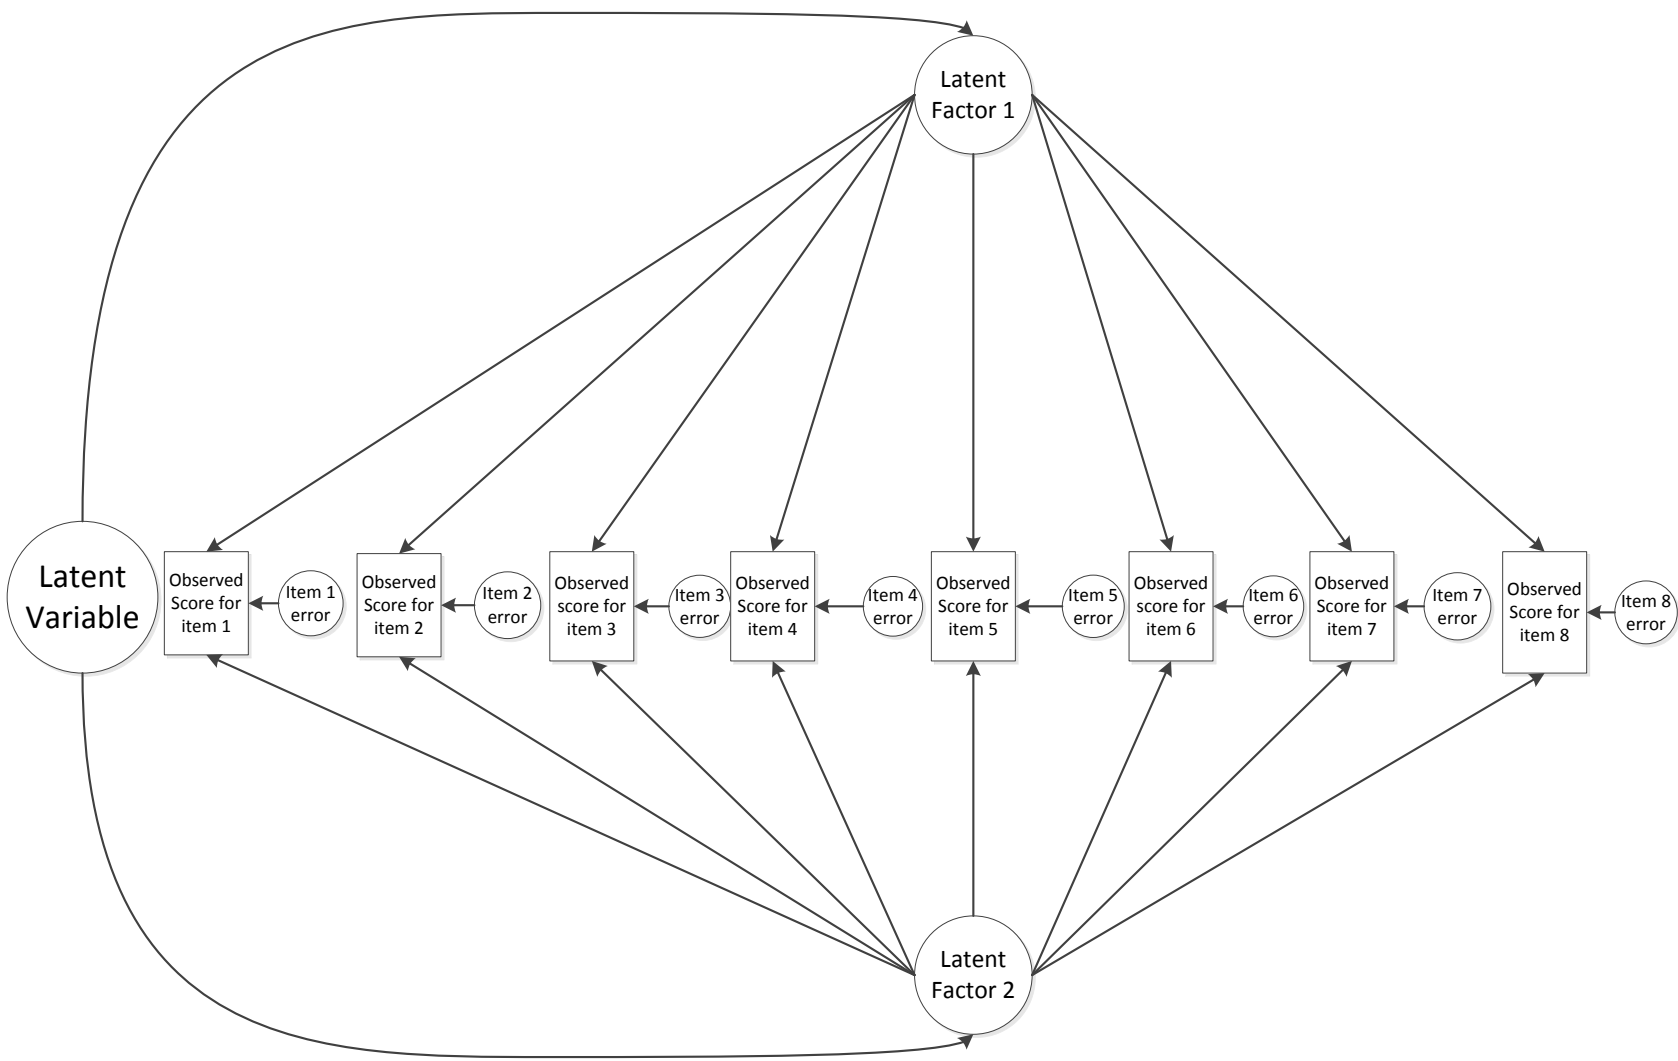 Latent
Factor 1
Latent
Variable
Observed
Score for
item 1
Item 1
error
Observed
Score for
item 2
Item 2
error
Observed
score for
item 3
Item 3
error
Observed
Score for
item 4
Item 4
error
Observed
Score for
item 5
Item 5
error
Observed
score for
item 6
Item 6
error
Observed
Score for
item 7
Item 7
error
Observed
Score for
item 8
Item 8
error
Latent
Factor 2